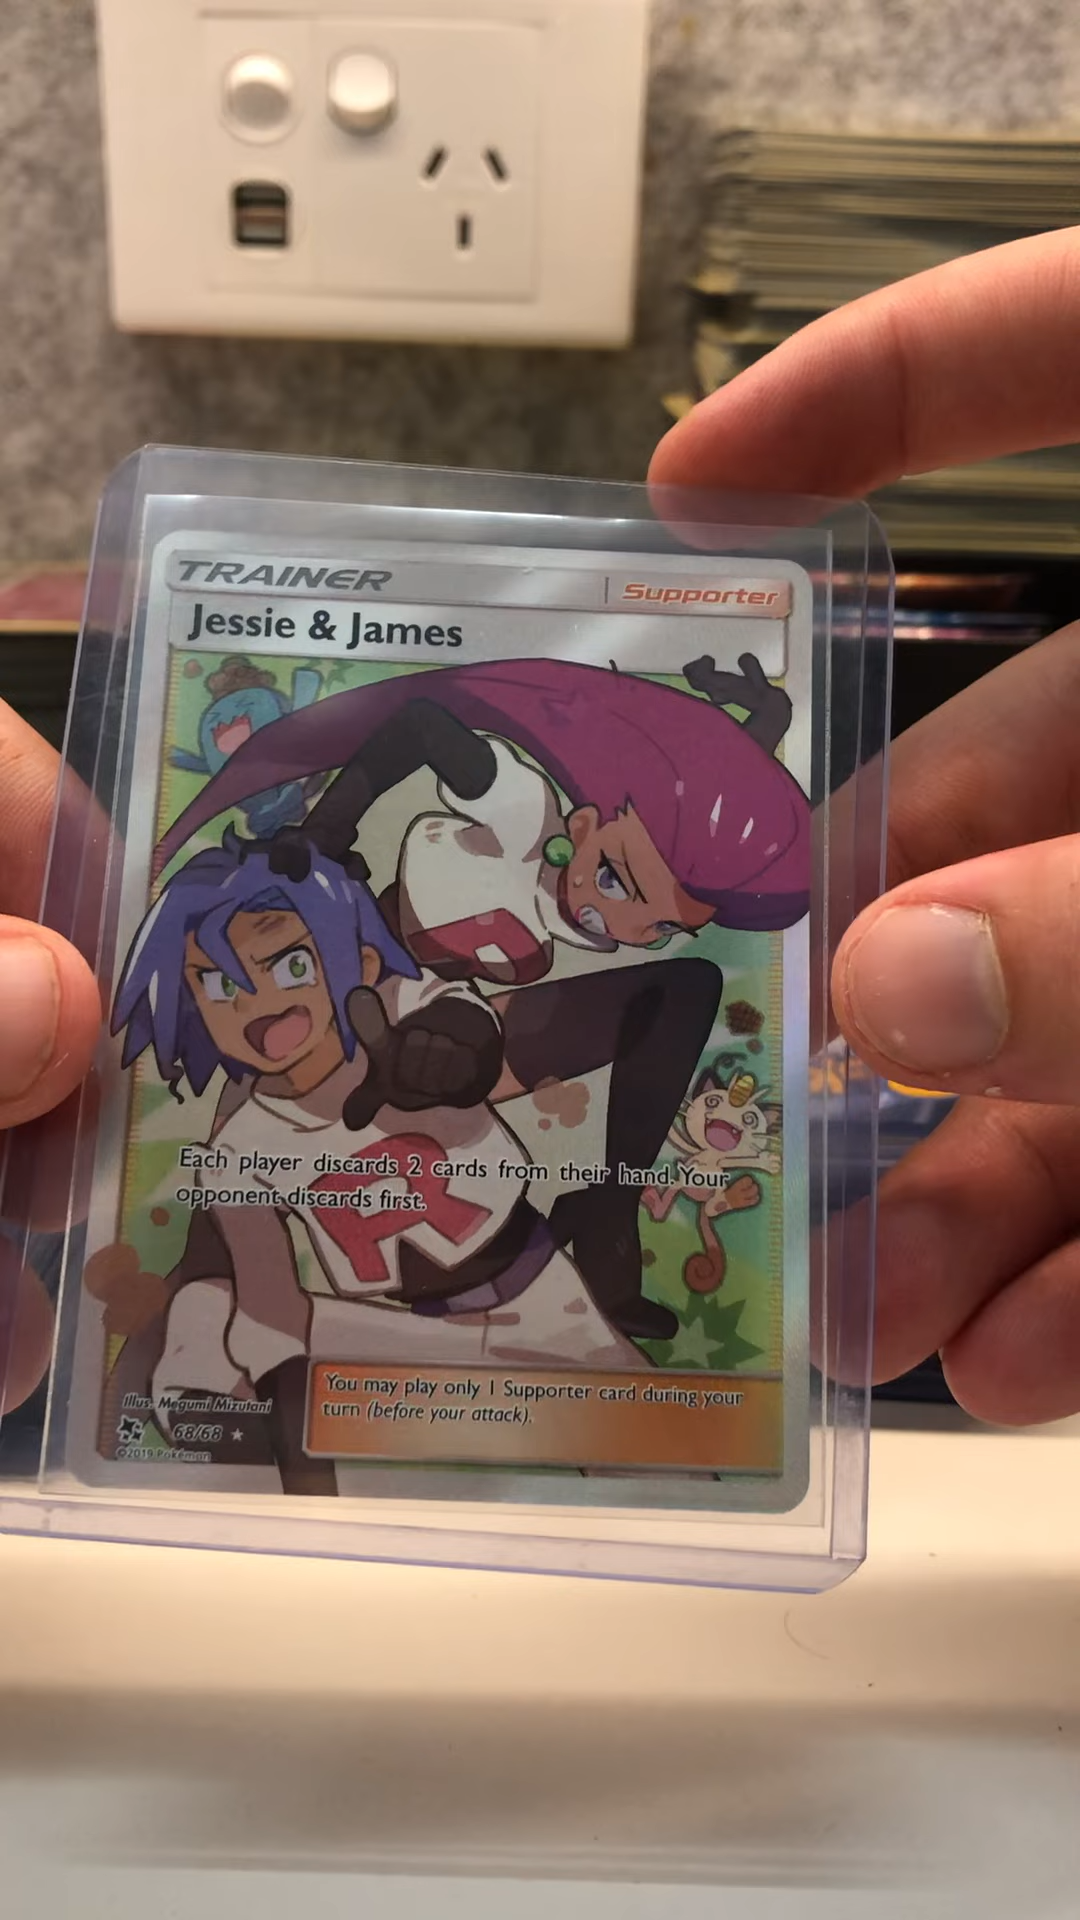 TRAINER
Supporter
Jessie & James
Each player discards 2 cards from their hand. Your
opponent discards first.
You may play only 1 Supporter card during your
turn (before your attack).
Illus. Megumi Mizutani
68/68
©2019 Pokémon